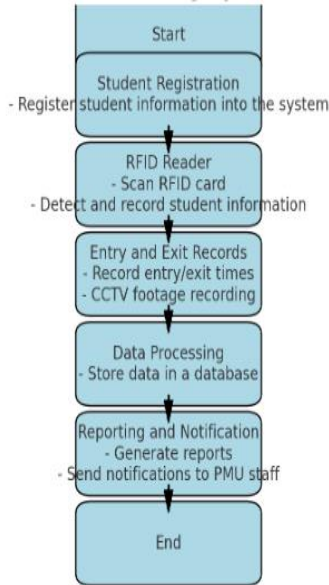 Start
Student Registration
- Register student information into the system
RFID Reader
- Scan RFID card
- Detect and record student information
Entry and Exit Records
- Record entry/exit times
- CCTV footage recording
Data Processing
- Store data in a database
Reporting and Notification
- Generate reports
- Send notifications to PMU staff
End